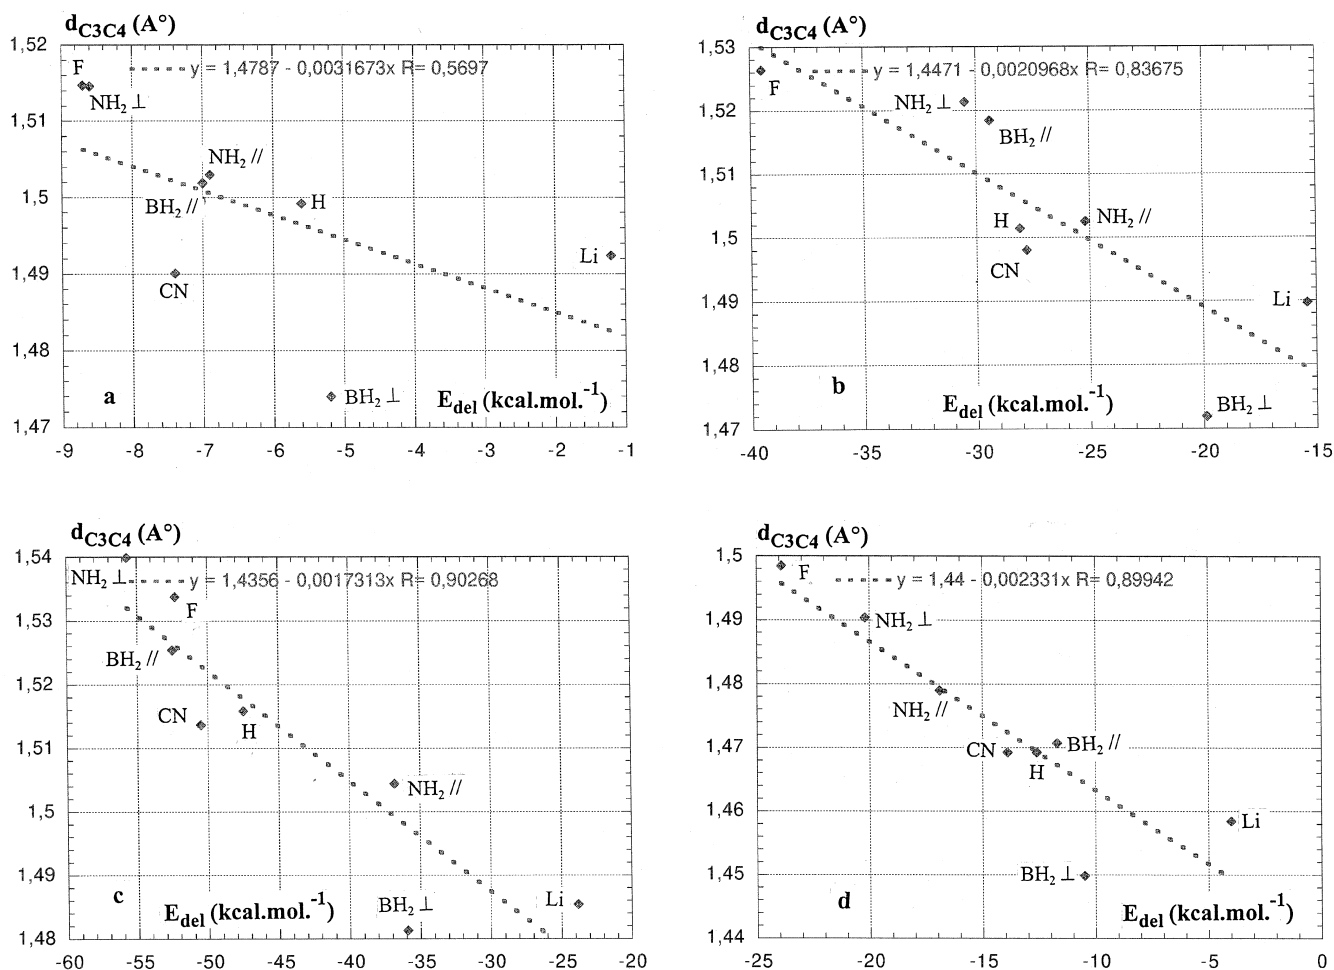 d_C3C4 (A°)
1,52
1,51
1,5
1,49
1,48
1,47
F
y = 1,4787 - 0,0031673x R= 0,5697
NH2 ⊥
NH2 //
BH2 //
H
CN
Li
BH2 ⊥
a
E_del (kcal.mol.^-1)
-9 -8 -7 -6 -5 -4 -3 -2 -1
d_C3C4 (A°)
1,53
1,52
1,51
1,5
1,49
1,48
1,47
y = 1,4471 - 0,0020968x R= 0,83675
F
NH2 ⊥
BH2 //
H
NH2 //
CN
Li
BH2 ⊥
b
E_del (kcal.mol.^-1)
-40 -35 -30 -25 -20 -15
d_C3C4 (A°)
1,54
1,53
1,52
1,51
1,5
1,49
1,48
NH2 ⊥
y = 1,4356 - 0,0017313x R= 0,90268
F
BH2 //
CN
H
NH2 //
BH2 ⊥
Li
c
E_del (kcal.mol.^-1)
-60 -55 -50 -45 -40 -35 -30 -25 -20
d_C3C4 (A°)
1,5
1,49
1,48
1,47
1,46
1,45
1,44
F
y = 1,44 - 0,002331x R= 0,89942
NH2 ⊥
NH2 //
CN
H
BH2 //
Li
BH2 ⊥
d
E_del (kcal.mol.^-1)
-25 -20 -15 -10 -5 0